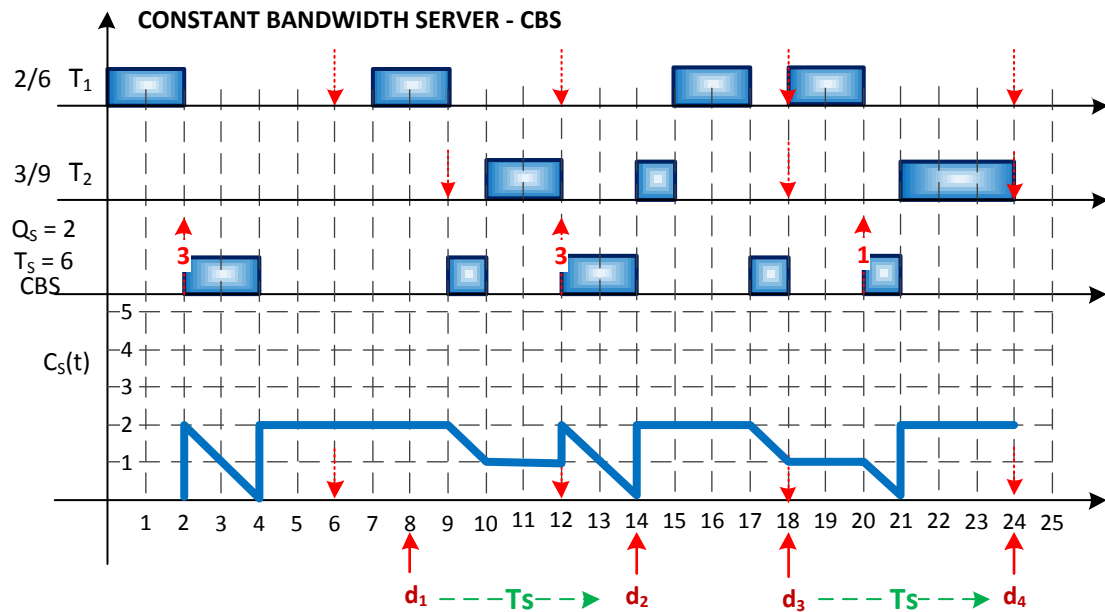 CONSTANT BANDWIDTH SERVER - CBS
2/6 T1
3/9 T2
QS = 2
TS = 6
CBS
3 3 1
5
CS(t)
4
3
2
1
1 2 3 4 5 6 7 8 9 10 11 12 13 14 15 16 17 18 19 20 21 22 23 24 25
d1 Ts d2 d3 Ts d4